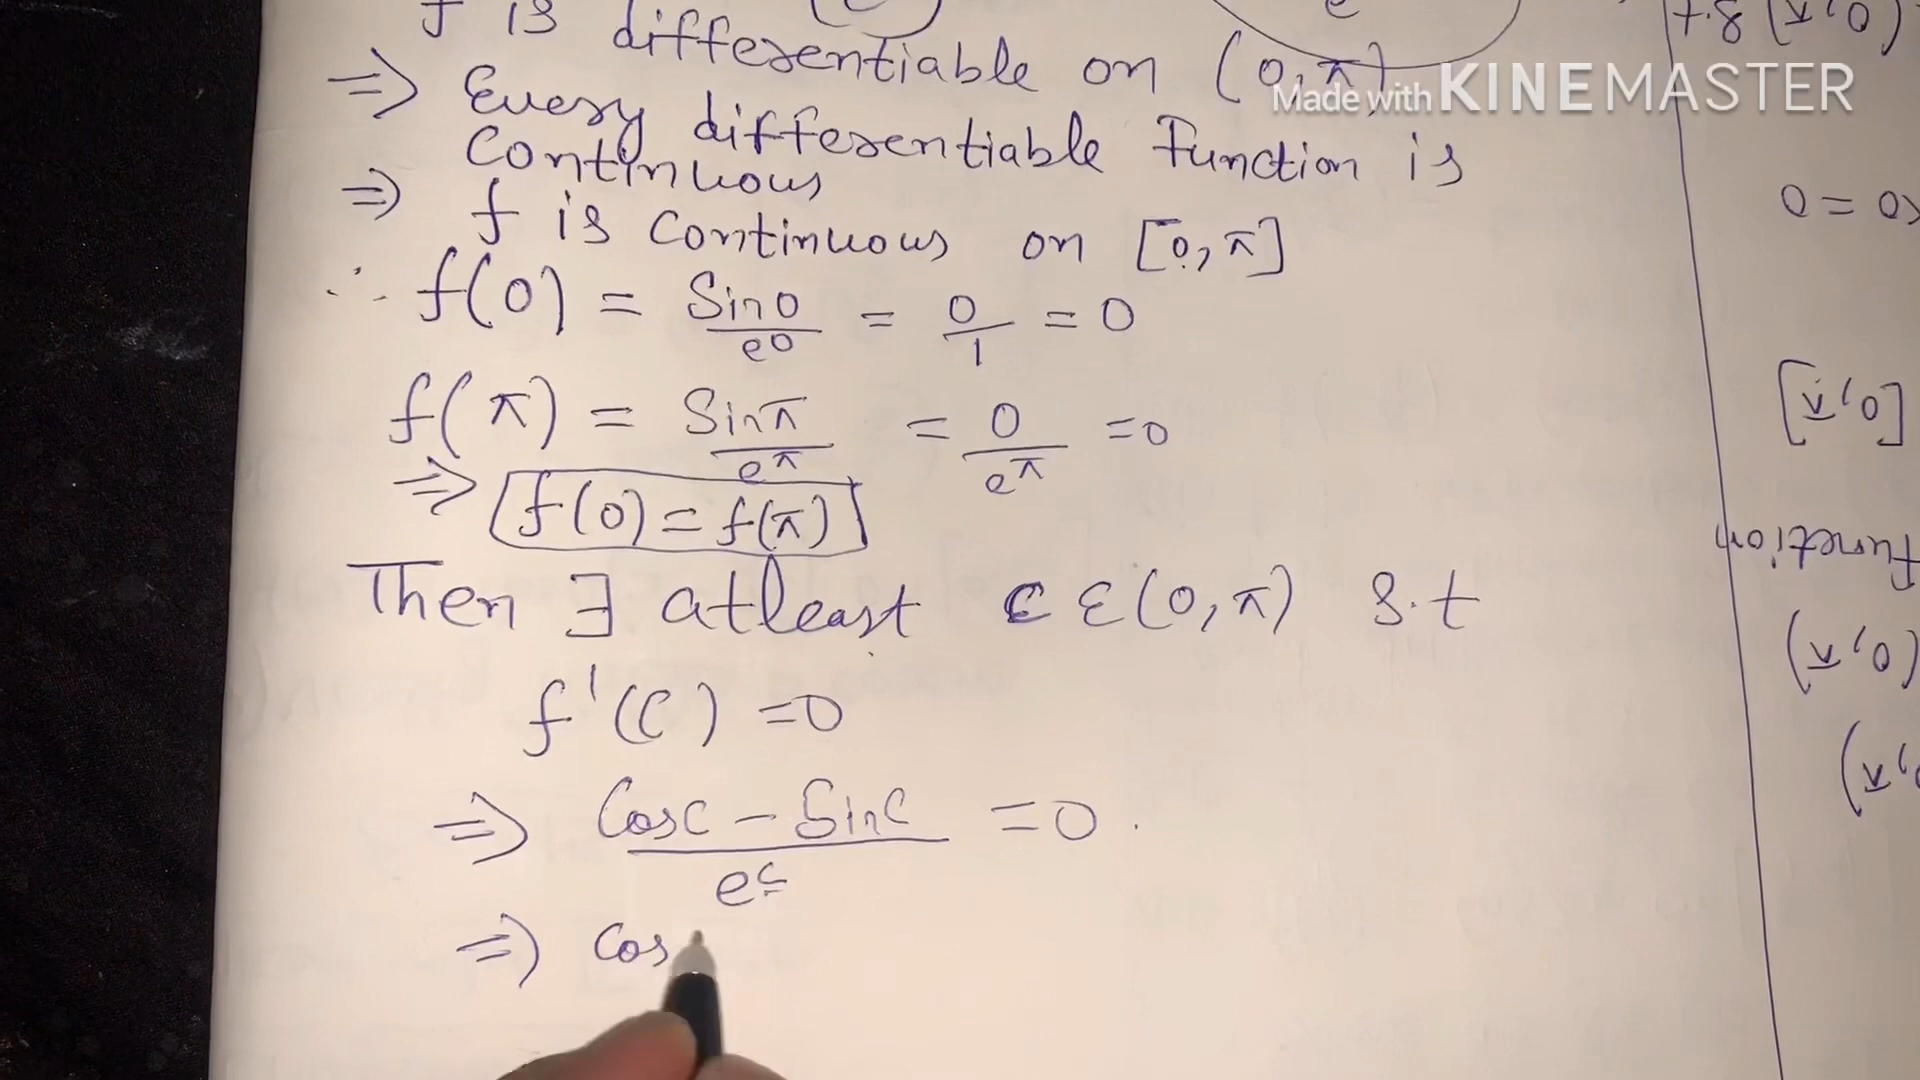 f is differentiable on (0,π)
Made with KINEMASTER
⇒ Every differentiable function is
continuous
⇒ f is continuous on [0,π]
∴ f(0) = Sin0/e^0 = 0/1 = 0
f(π) = Sinπ/e^π = 0/e^π = 0
⇒ f(0) = f(π)
Then ∃ atleast c ∈ (0,π) s.t
f'(c) = 0
⇒ Cosc - Sinc/e^c = 0
⇒ Cos
(0,π) s.t
[0,π]
function
(0,π)